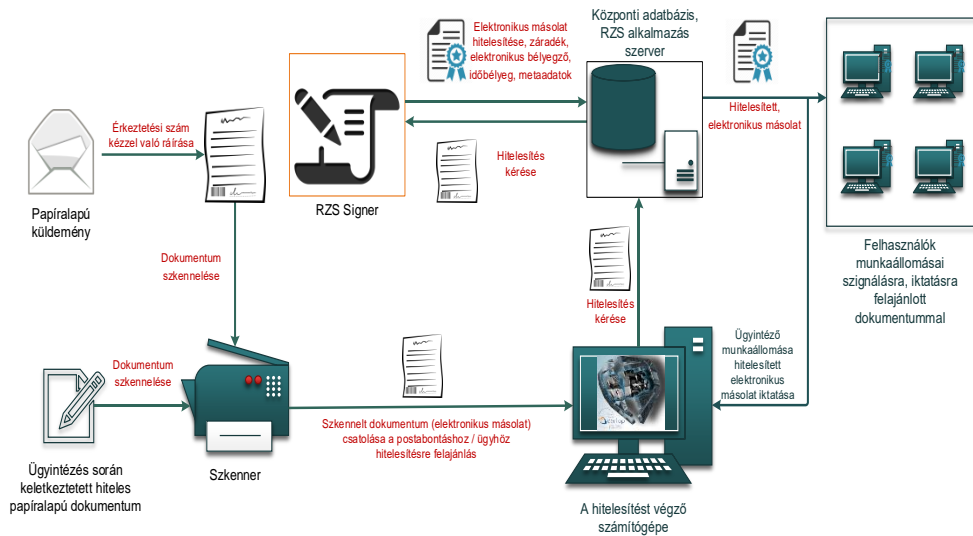 Elektronikus másolat
hitelesítése, záradék,
elektronikus bélyegző,
időbélyeg, metaadatok
Központi adatbázis,
RZS alkalmazás
szerver
Hitelesített,
elektronikus másolat
Érkeztetési szám
kézzel való ráírása
Hitelesítés
kérése
Papíralapú
küldemény
RZS Signer
Felhasználók
munkaállomásai
szignálásra, iktatásra
felajánlott
dokumentummal
Dokumentum
szkennelése
Hitelesítés
kérése
Ügyintéző
munkaállomása
hitelesített
elektronikus
másolat iktatása
Dokumentum
szkennelése
Szkennelt dokumentum (elektronikus másolat)
csatolása a postabontáshoz / ügyhöz
hitelesítésre felajánlás
Szkenner
Ügyintézés során
keletkeztetett hiteles
papíralapú dokumentum
A hitelesítést végző
számítógépe